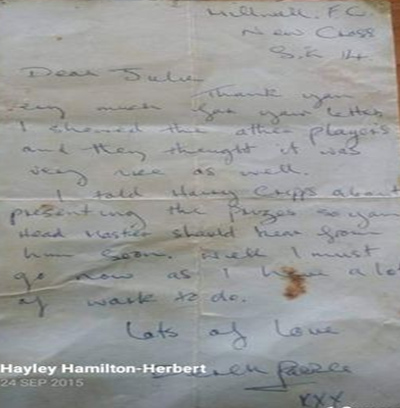 Millwall. F.C.
New Cross
S.E 14.
Dear Julie
Thank you
very much for your letter
I showed the other players
and they thought it was
very nice as well.
I told Harry Cripps about
presenting the prizes so your
Head Master should hear from
him soon. Well I must
go now as I have a lot
of work to do.
Lots of love
Hayley Hamilton-Herbert
24 SEP 2015
xxx